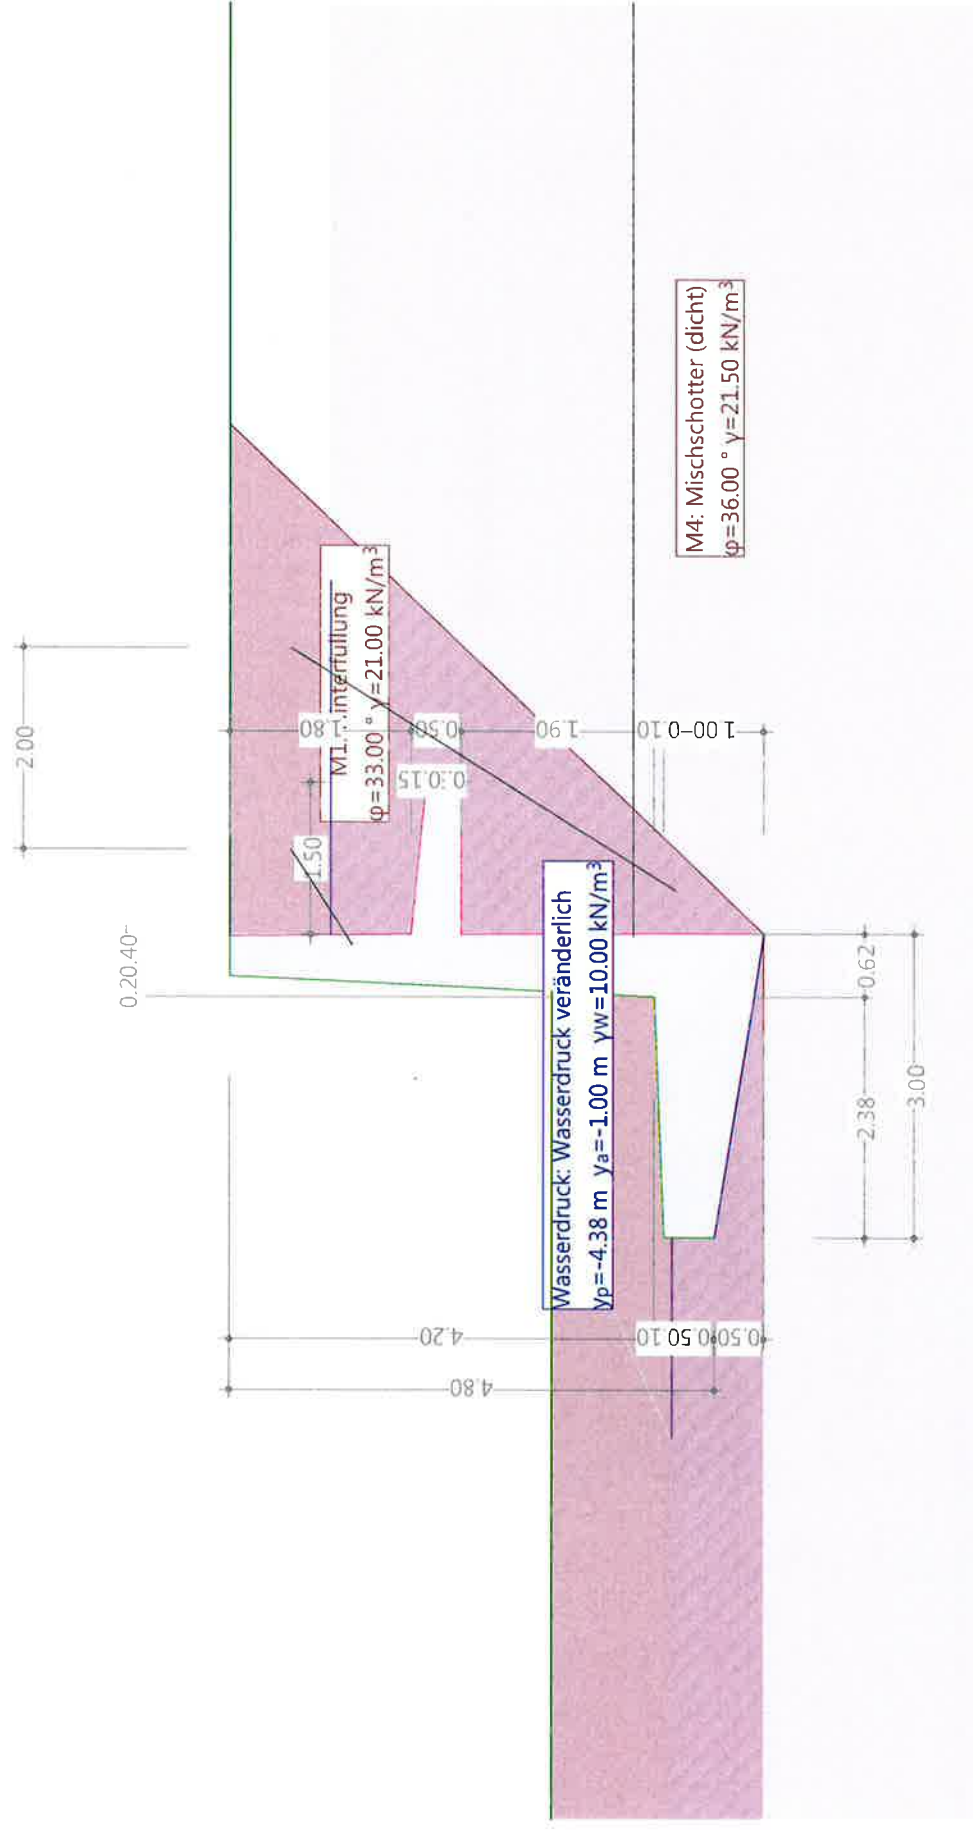 2.00
0.20.40
M1: Hinterfüllung
φ=33.00 ° γ=21.00 kN/m³
1.80
0.50
1.90
0.10
1.00
1.50
0.15
Wasserdruck: Wasserdruck veränderlich
yp=-4.38 m ya=-1.00 m γw=10.00 kN/m³
M4: Mischschotter (dicht)
φ=36.00 ° γ=21.50 kN/m³
0.62
2.38
3.00
4.20
0.10
0.50
0.50
4.80